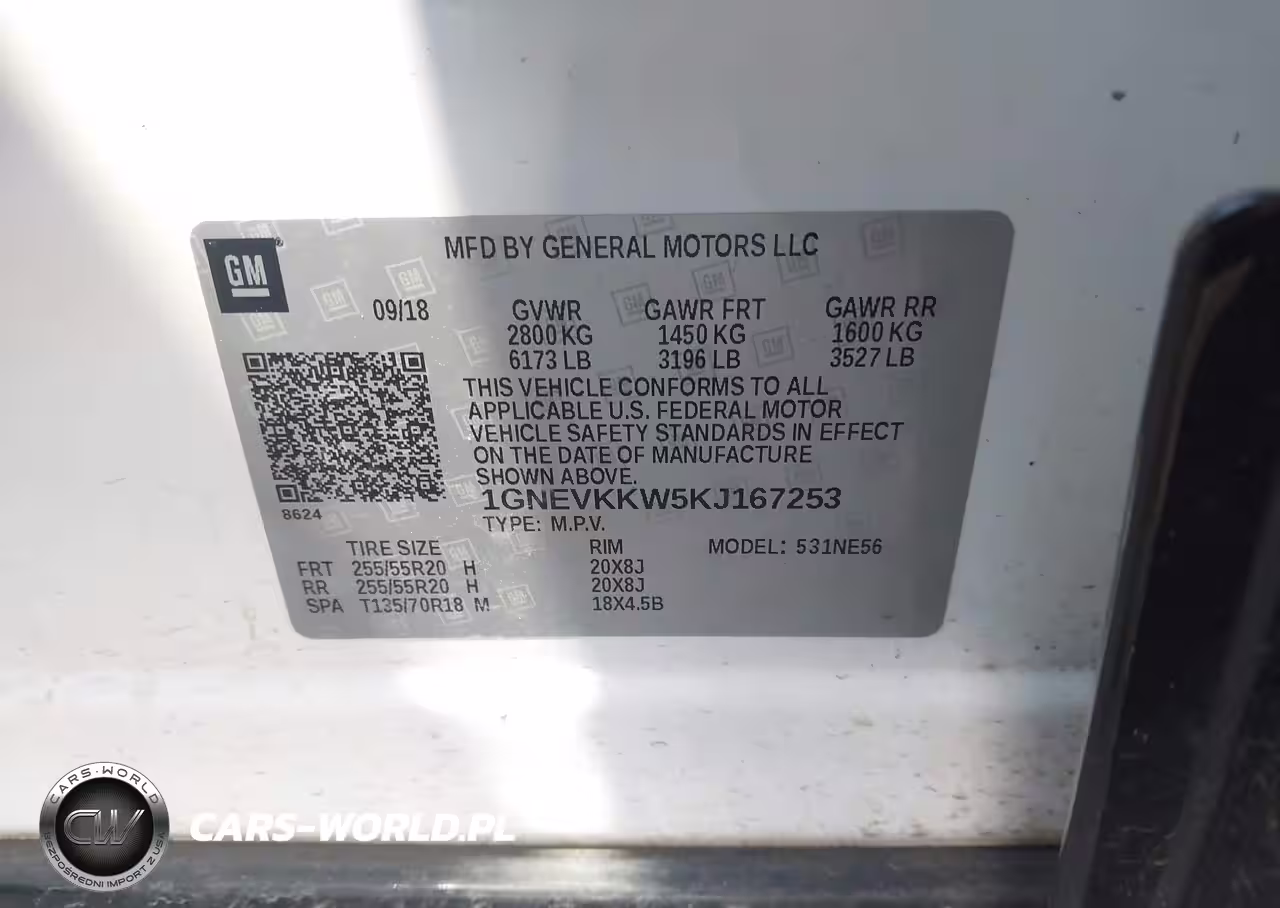 GM
MFD BY GENERAL MOTORS LLC
09/18 GVWR GAWR FRT GAWR RR
2800 KG 1450 KG 1600 KG
6173 LB 3196 LB 3527 LB
THIS VEHICLE CONFORMS TO ALL
APPLICABLE U.S. FEDERAL MOTOR
VEHICLE SAFETY STANDARDS IN EFFECT
ON THE DATE OF MANUFACTURE
SHOWN ABOVE.
1GNEVKKW5KJ167253
8624
TYPE: M.P.V.
TIRE SIZE RIM MODEL: 531NE56
FRT 255/55R20 H 20X8J
RR 255/55R20 H 20X8J
SPA T135/70R18 M 18X4.5B
CARS-WORLD
CW
BEZPOŚREDNI IMPORT Z USA
CARS-WORLD.PL